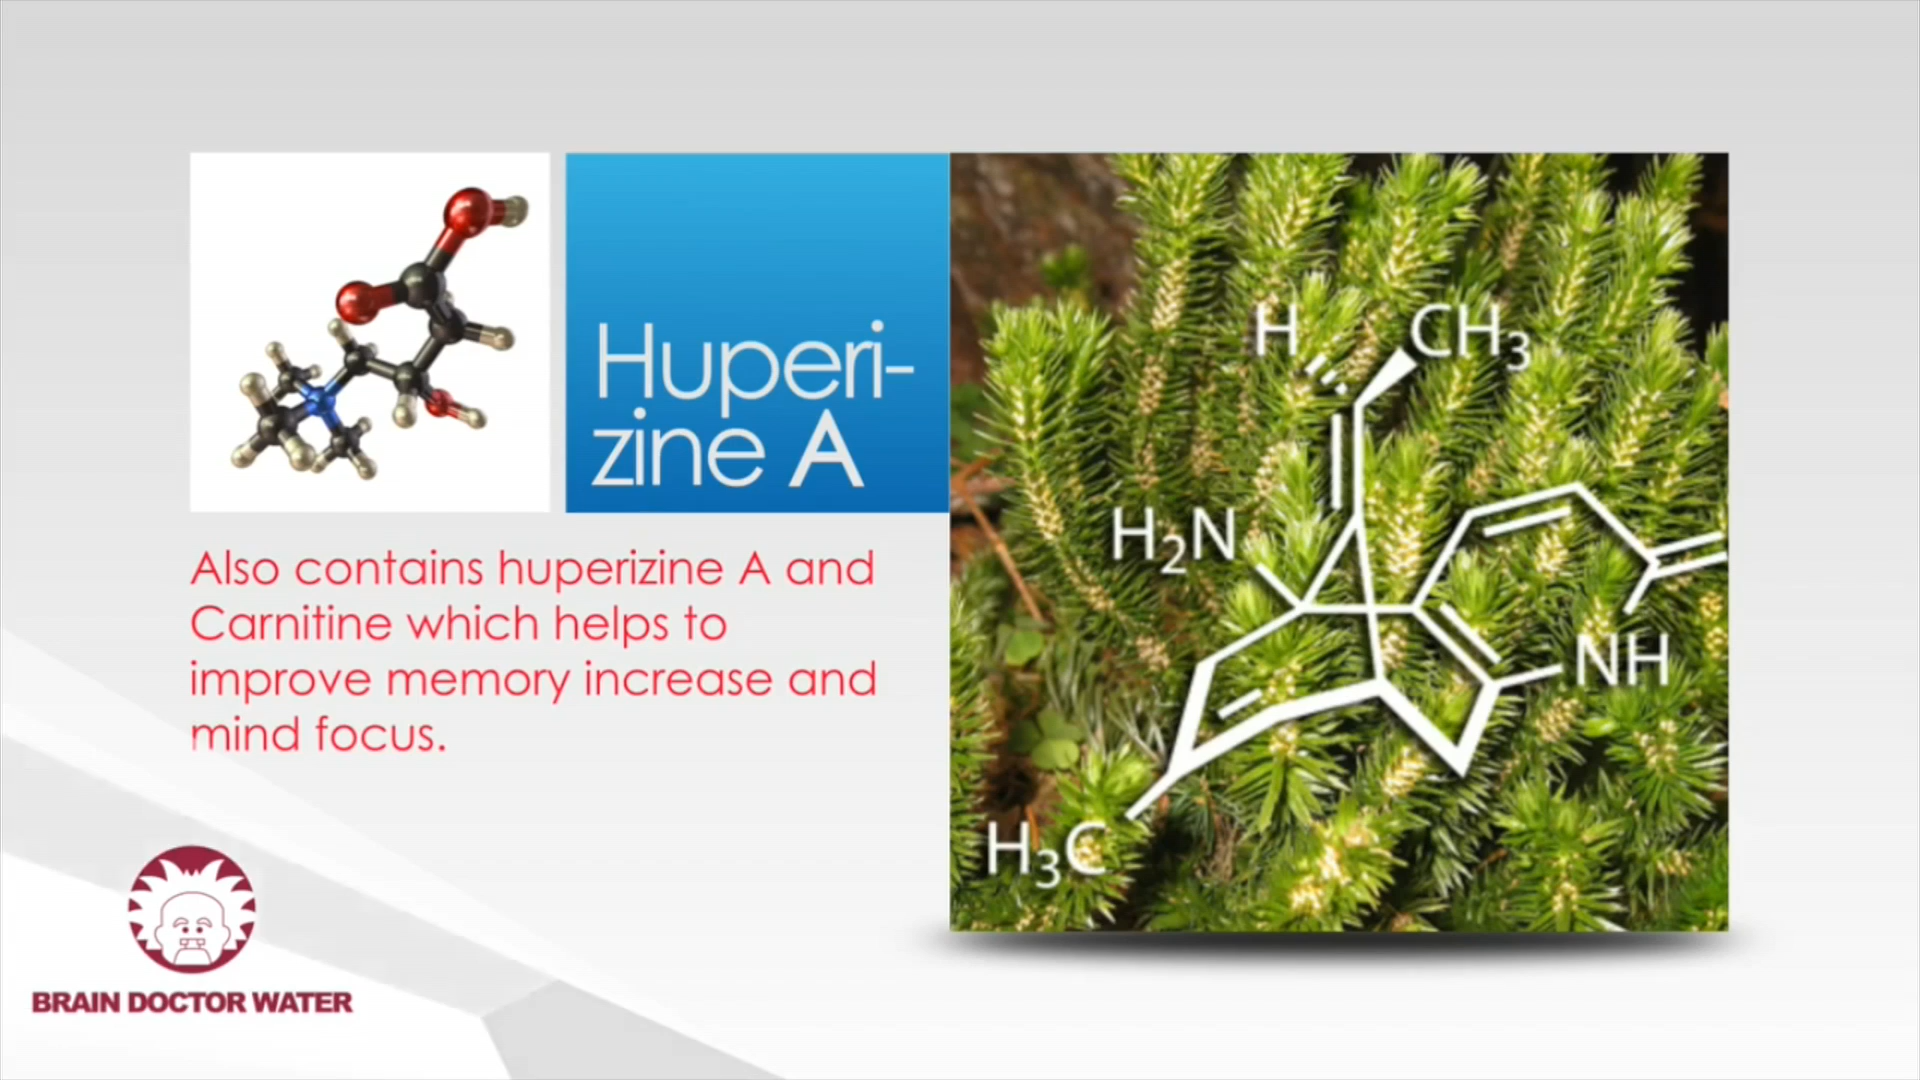 Huperi-
zine A
Also contains huperizine A and
Carnitine which helps to
improve memory increase and
mind focus.
H
CH3
H2N
NH
H3C
BRAIN DOCTOR WATER